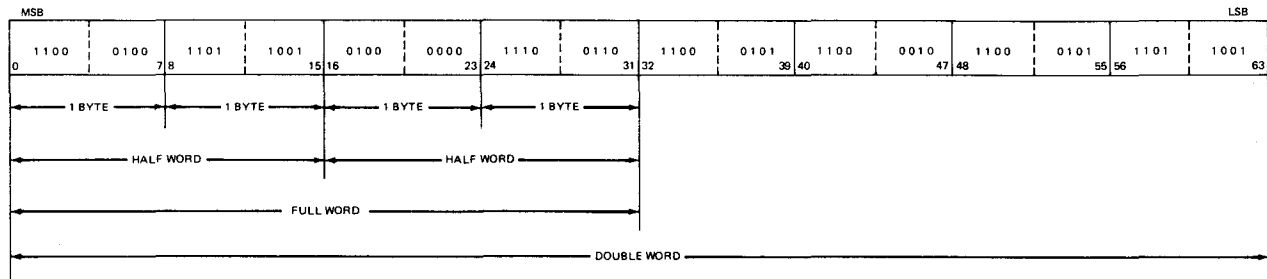 MSB LSB
1100 0100 1101 1001 0100 0000 1110 0110 1100 0101 1100 0010 1100 0101 1101 1001
0 7 8 15 16 23 24 31 32 39 40 47 48 55 56 63
1 BYTE 1 BYTE 1 BYTE 1 BYTE
HALF WORD HALF WORD
FULL WORD
DOUBLE WORD